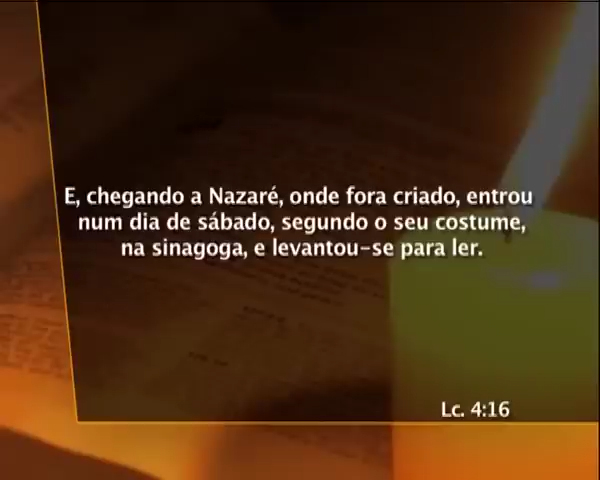 E, chegando a Nazaré, onde fora criado, entrou
num dia de sábado, segundo o seu costume,
na sinagoga, e levantou-se para ler.
Lc. 4:16